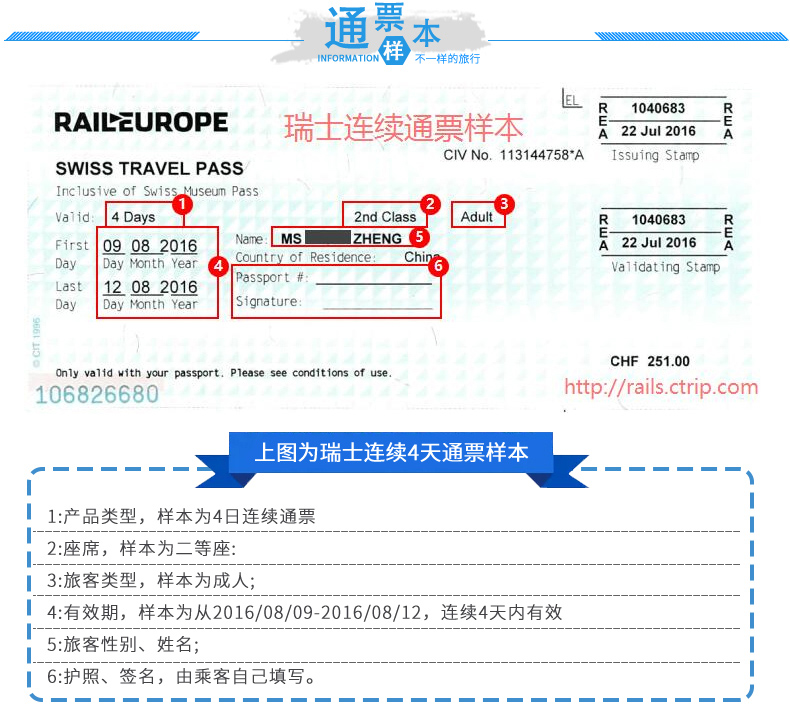 通票样本
INFORMATION 不一样的旅行
EL
RAILEUROPE
瑞士连续通票样本
CIV No. 113144758*A
REA 1040683 REA
22 Jul 2016
Issuing Stamp
SWISS TRAVEL PASS
Inclusive of Swiss Museum Pass
Valid: 4 Days 1 2nd Class 2 Adult 3
First Day 09 08 2016
Day Month Year
Last Day 12 08 2016
Day Month Year
4
Name: MS ZHENG 5
Country of Residence: China
Passport #: 6
Signature:
REA 1040683 REA
22 Jul 2016
Validating Stamp
© CIT 1996
CHF 251.00
Only valid with your passport. Please see conditions of use.
106826680
http://rails.ctrip.com
上图为瑞士连续4天通票样本
1:产品类型，样本为4日连续通票
2:座席，样本为二等座:
3:旅客类型，样本为成人;
4:有效期，样本为从2016/08/09-2016/08/12，连续4天内有效
5:旅客性别、姓名;
6:护照、签名，由乘客自己填写。